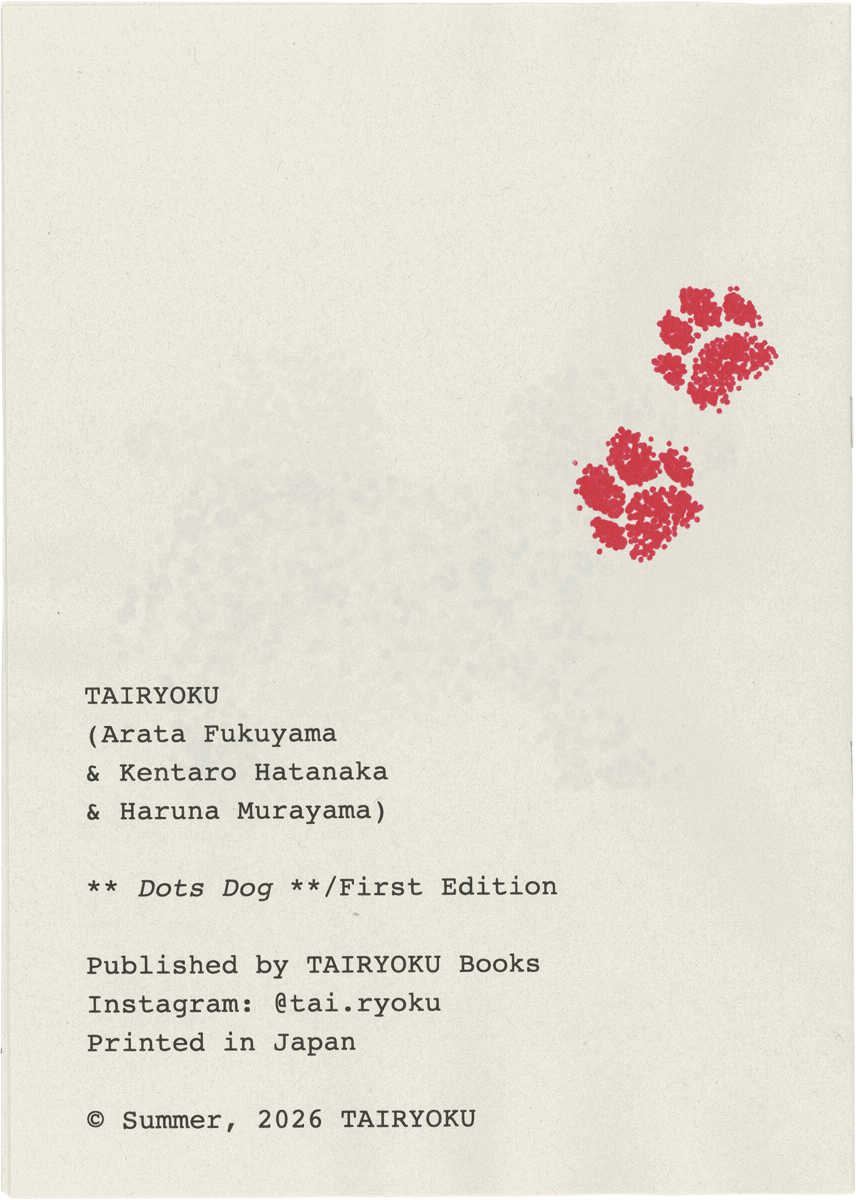 TAIRYOKU
(Arata Fukuyama
& Kentaro Hatanaka
& Haruna Murayama)
** Dots Dog **/First Edition
Published by TAIRYOKU Books
Instagram: @tai.ryoku
Printed in Japan
© Summer, 2026 TAIRYOKU